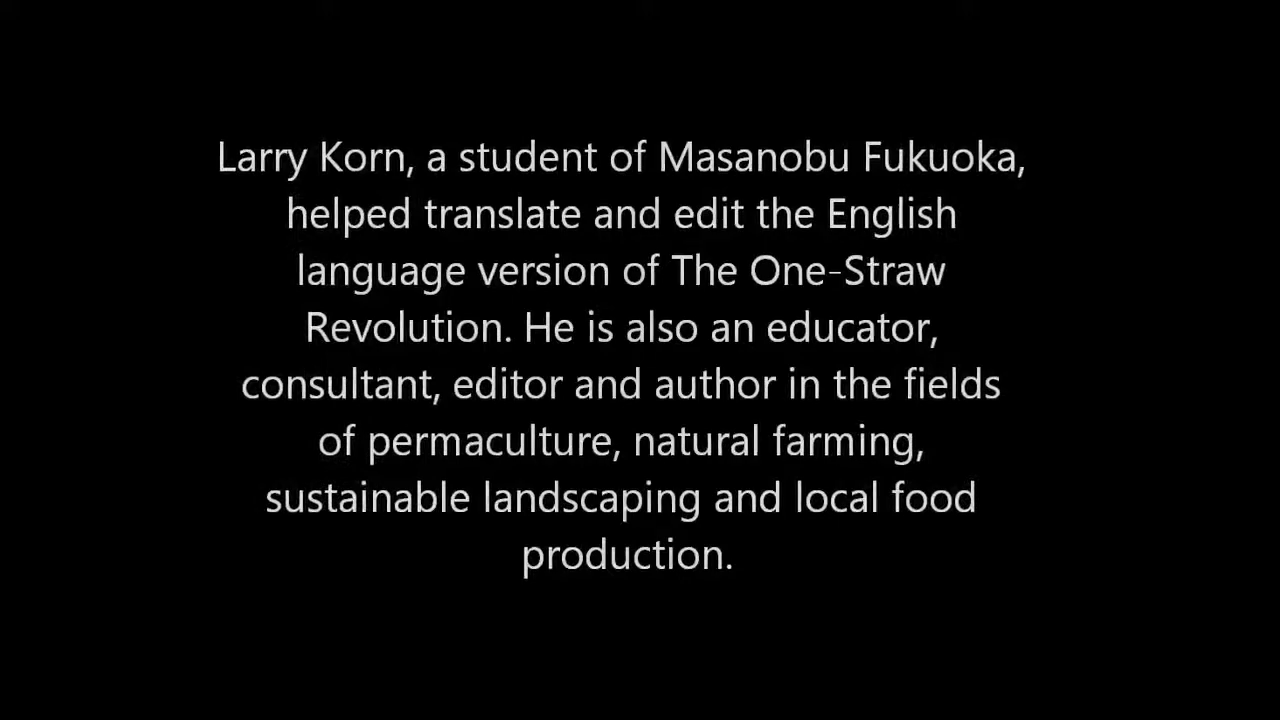 Larry Korn, a student of Masanobu Fukuoka,
helped translate and edit the English
language version of The One-Straw
Revolution. He is also an educator,
consultant, editor and author in the fields
of permaculture, natural farming,
sustainable landscaping and local food
production.